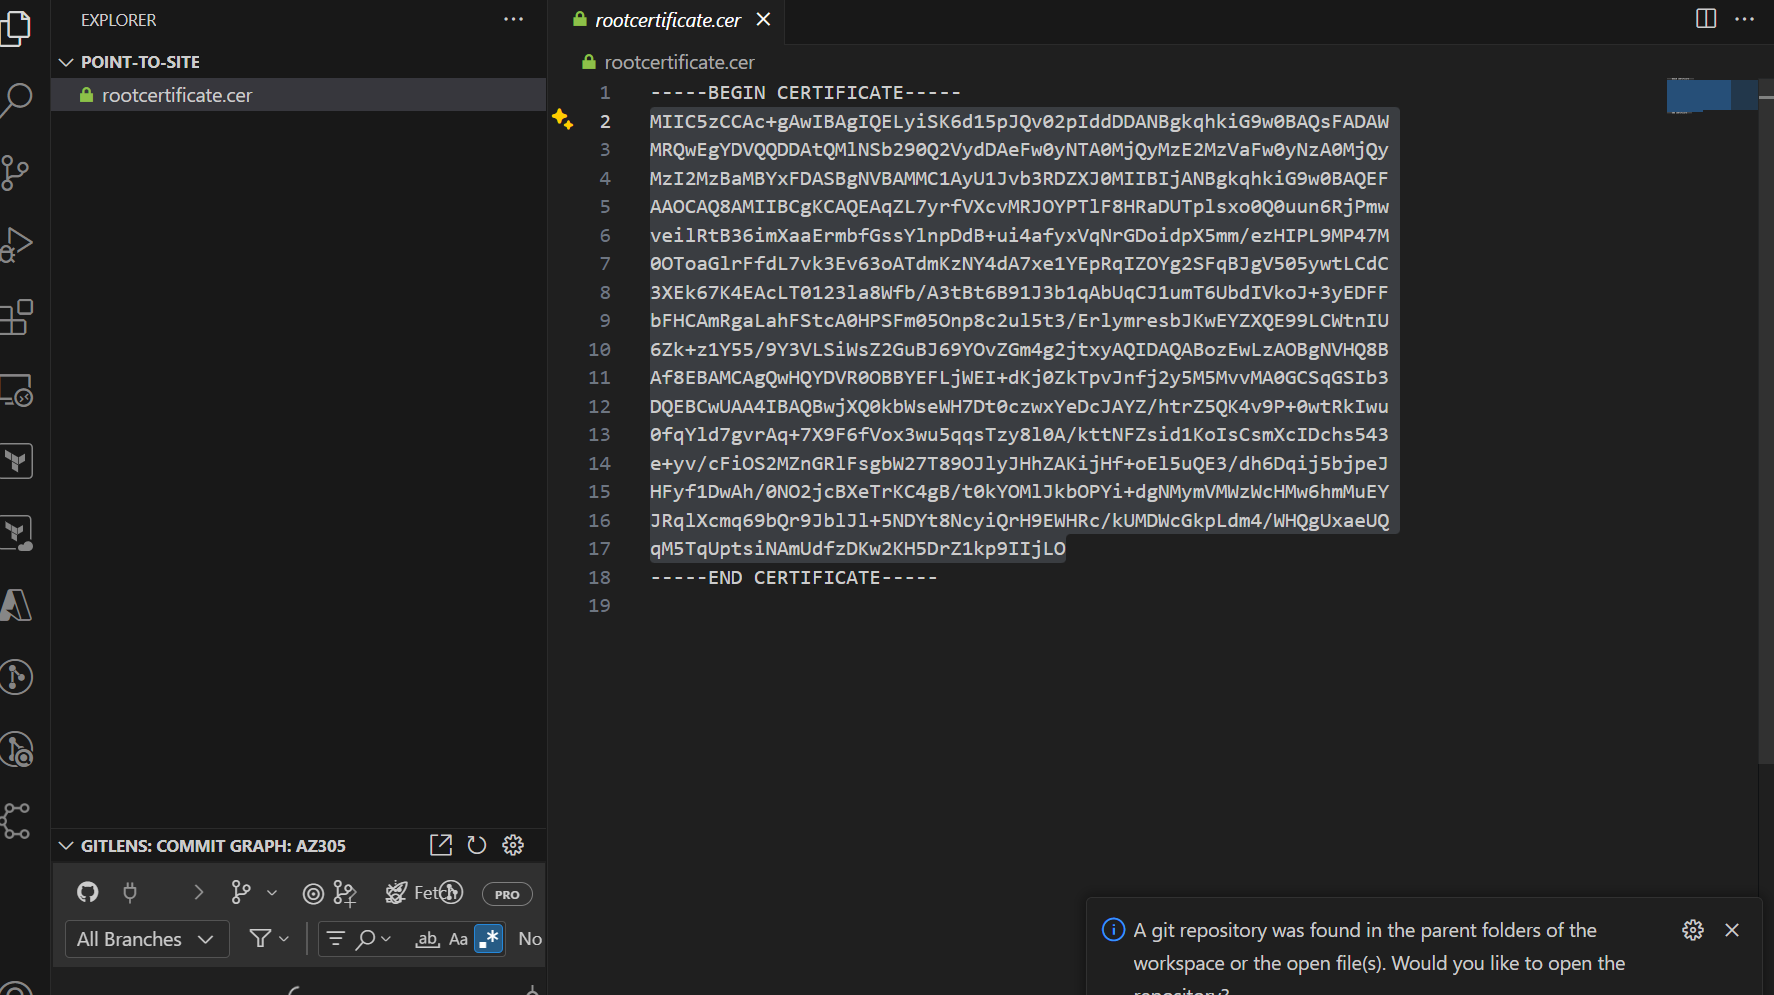 EXPLORER
POINT-TO-SITE
rootcertificate.cer
rootcertificate.cer
rootcertificate.cer
1 -----BEGIN CERTIFICATE-----
2 MIIC5zCCAc+gAwIBAgIQELyiSK6d15pJQv02pIddDDANBgkqhkiG9w0BAQsFADAW
3 MRQwEgYDVQQDDAtQMlNSb290Q2VydDAeFw0yNTA0MjQyMzE2MzVaFw0yNzA0MjQy
4 MzI2MzBaMBYxFDASBgNVBAMMC1AyU1Jvb3RDZXJ0MIIBIjANBgkqhkiG9w0BAQEF
5 AAOCAQ8AMIIBCgKCAQEAqZL7yrfVXcvMRJOYPTlF8HRaDUTplsxo0Q0uun6RjPmw
6 veilRtB36imXaaErmbfGssYlnpDdB+ui4afyxVqNrGDoidpX5mm/ezHIPL9MP47M
7 0OToaGlrFfdL7vk3Ev63oATdmKzNY4dA7xe1YEpRqIZOYg2SFqBJgV505ywtLCdC
8 3XEk67K4EAcLT0123la8Wfb/A3tBt6B91J3b1qAbUqCJ1umT6UbdIVkoJ+3yEDFF
9 bFHCAmRgaLahFStcA0HPSFm05Onp8c2ul5t3/ErlymresbJKwEYZXQE99LCWtnIU
10 6Zk+z1Y55/9Y3VLSiWsZ2GuBJ69YOvZGm4g2jtxyAQIDAQABozEwLzAOBgNVHQ8B
11 Af8EBAMCAgQwHQYDVR0OBBYEFLjWEI+dKj0ZkTpvJnfj2y5M5MvvMA0GCSqGSIb3
12 DQEBCwUAA4IBAQBwjXQ0kbWseWH7Dt0czwxYeDcJAYZ/htrZ5QK4v9P+0wtRkIwu
13 0fqYld7gvrAq+7X9F6fVox3wu5qqsTzy8l0A/kttNFZsid1KoIsCsmXcIDchs543
14 e+yv/cFiOS2MZnGRlFsgbW27T89OJlyJHhZAKijHf+oEl5uQE3/dh6Dqij5bjpeJ
15 HFyf1DwAh/0NO2jcBXeTrKC4gB/t0kYOMlJkbOPYi+dgNMymVMWzWcHMw6hmMuEY
16 JRqlXcmq69bQr9JblJl+5NDYt8NcyiQrH9EWHRc/kUMDWcGkpLdm4/WHQgUxaeUQ
17 qM5TqUptsiNAmUdfzDKw2KH5DrZ1kp9IIjLO
18 -----END CERTIFICATE-----
19
GITLENS: COMMIT GRAPH: AZ305
Fetch PRO
All Branches ab Aa No
A git repository was found in the parent folders of the
workspace or the open file(s). Would you like to open the
repository?